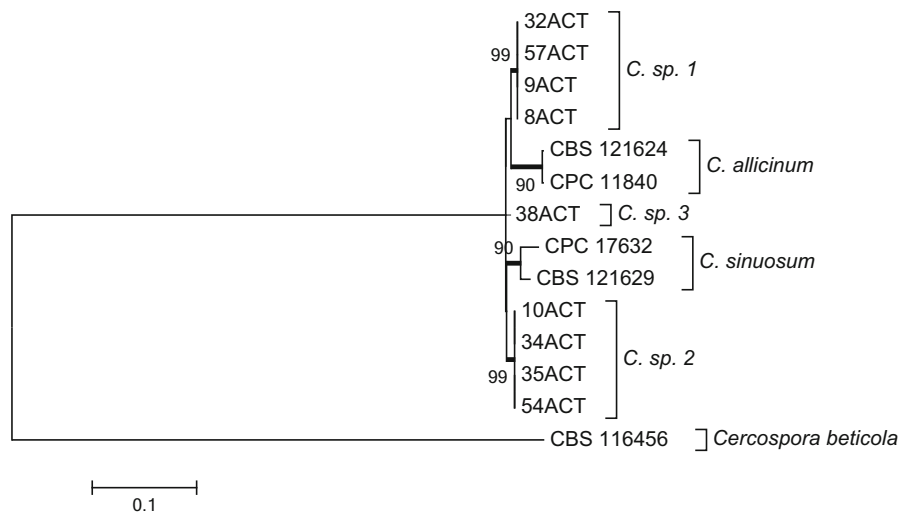 32ACT
99
57ACT
C. sp. 1
9ACT
8ACT
CBS 121624
C. allicinum
90
CPC 11840
38ACT
C. sp. 3
90
CPC 17632
C. sinuosum
CBS 121629
10ACT
34ACT
C. sp. 2
99
35ACT
54ACT
CBS 116456
Cercospora beticola
0.1